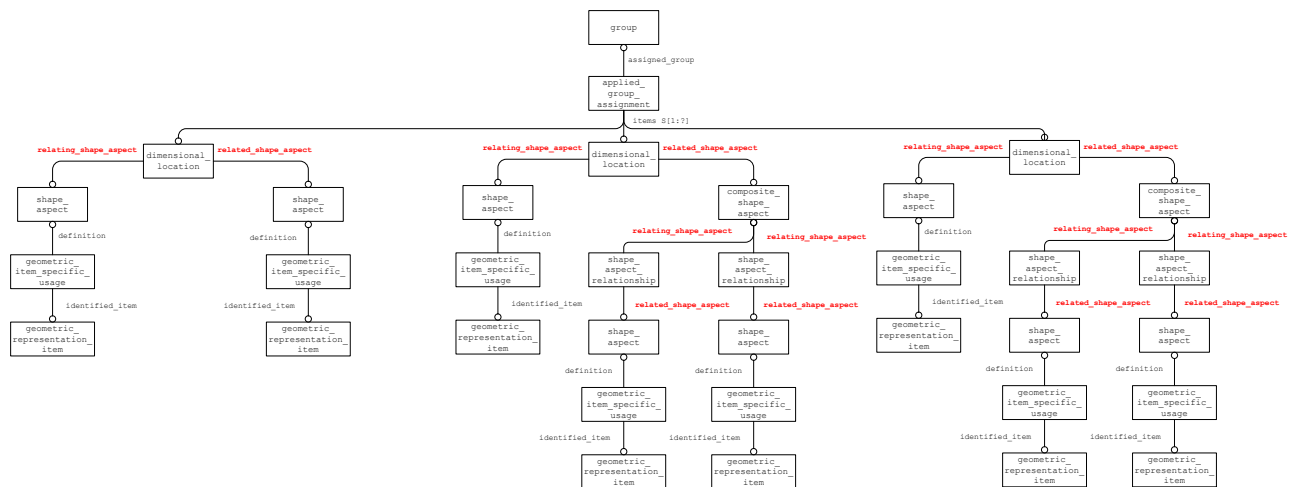 group
assigned_group
applied_
group_
assignment
items S[1:?]
relating_shape_aspect
dimensional_
location
related_shape_aspect
relating_shape_aspect
dimensional_
location
related_shape_aspect
relating_shape_aspect
dimensional_
location
related_shape_aspect
shape_
aspect
shape_
aspect
shape_
aspect
composite_
shape_
aspect
shape_
aspect
composite_
shape_
aspect
definition
definition
definition
relating_shape_aspect
relating_shape_aspect
definition
relating_shape_aspect
relating_shape_aspect
geometric_
item_specific_
usage
geometric_
item_specific_
usage
geometric_
item_specific_
usage
shape_
aspect_
relationship
shape_
aspect_
relationship
geometric_
item_specific_
usage
shape_
aspect_
relationship
shape_
aspect_
relationship
identified_item
identified_item
identified_item
related_shape_aspect
related_shape_aspect
identified_item
related_shape_aspect
related_shape_aspect
geometric_
representation_
item
geometric_
representation_
item
geometric_
representation_
item
shape_
aspect
shape_
aspect
geometric_
representation_
item
shape_
aspect
shape_
aspect
definition
definition
definition
definition
geometric_
item_specific_
usage
geometric_
item_specific_
usage
geometric_
item_specific_
usage
geometric_
item_specific_
usage
identified_item
identified_item
identified_item
identified_item
geometric_
representation_
item
geometric_
representation_
item
geometric_
representation_
item
geometric_
representation_
item